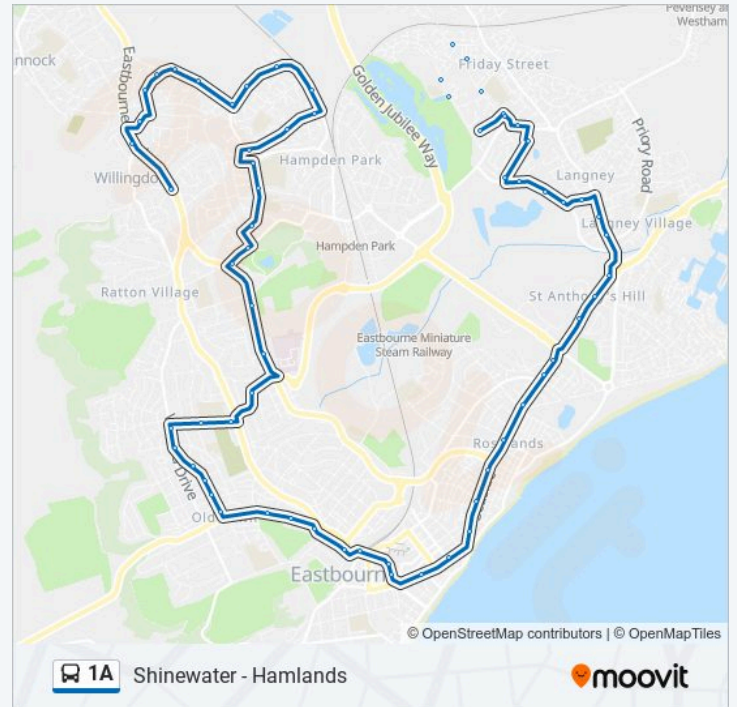 Pevensey a
Westham
nnock
Eastbourne
Golden Jubilee Way
Friday Street
Priory Road
Hampden Park
Langney
Willingdo
Langney Village
Hampden Park
Ratton Village
St Anthony's Hill
Eastbourne Miniature
Steam Railway
Roselands
Drive
Old Town
Eastbourn
© OpenStreetMap contributors | © OpenMapTiles
1A Shinewater - Hamlands
moovit